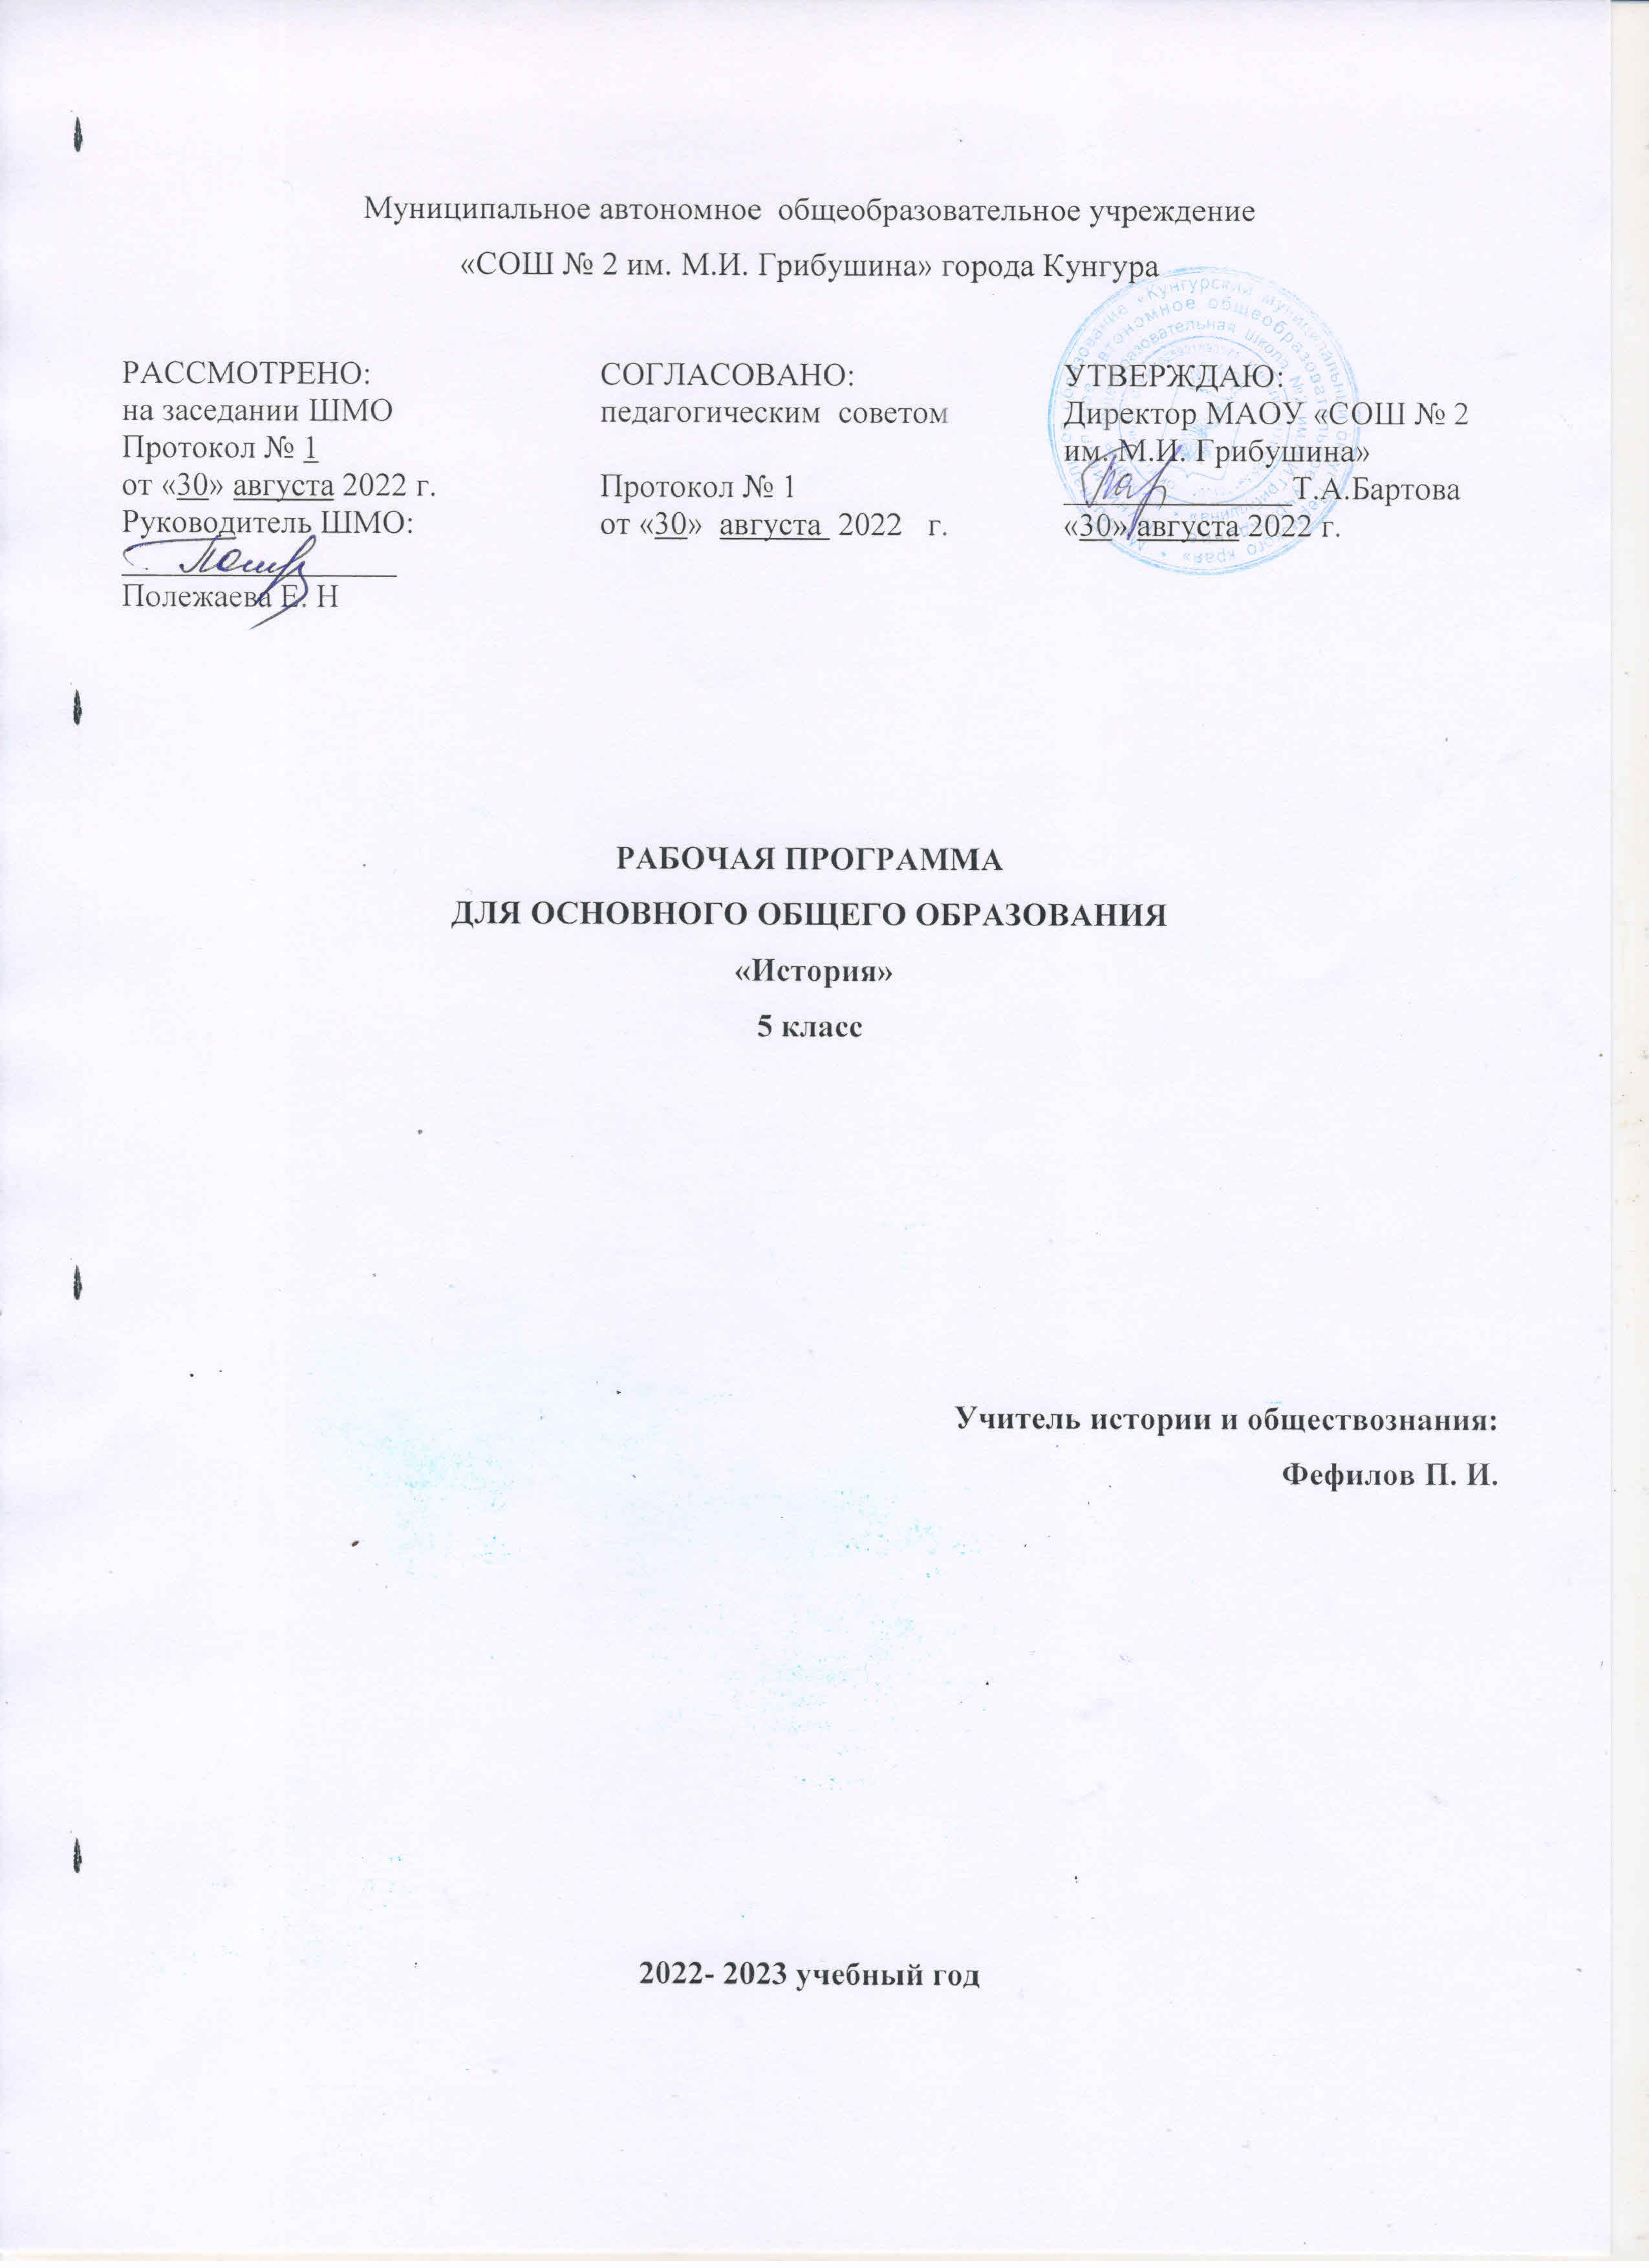 Муниципальное автономное общеобразовательное учреждение
«СОШ № 2 им. М.И. Грибушина» города Кунгура
РАССМОТРЕНО:
на заседании ШМО
Протокол № 1
от «30» августа 2022 г.
Руководитель ШМО:
Полежаева Е. Н
СОГЛАСОВАНО:
педагогическим советом
Протокол № 1
от «30» августа 2022 г.
УТВЕРЖДАЮ:
Директор МАОУ «СОШ № 2
им. М.И. Грибушина»
Т.А.Бартова
«30» августа 2022 г.
РАБОЧАЯ ПРОГРАММА
ДЛЯ ОСНОВНОГО ОБЩЕГО ОБРАЗОВАНИЯ
«История»
5 класс
Учитель истории и обществознания:
Фефилов П. И.
2022- 2023 учебный год